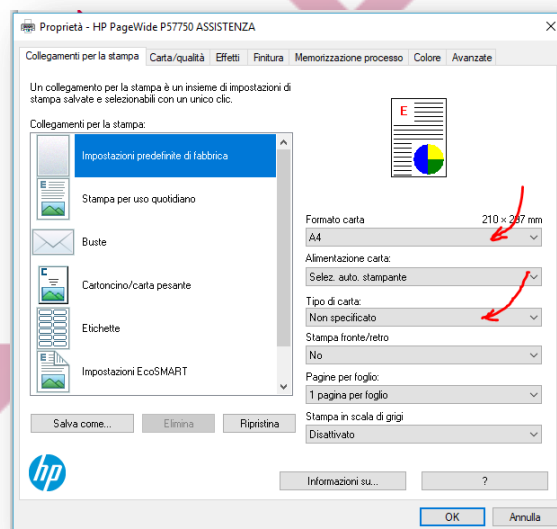 Proprietà - HP PageWide P57750 ASSISTENZA
Collegamenti per la stampa
Carta/qualità
Effetti
Finitura
Memorizzazione processo
Colore
Avanzate
Un collegamento per la stampa è un insieme di impostazioni di
stampa salvate e selezionabili con un unico clic.
Collegamenti per la stampa:
Impostazioni predefinite di fabbrica
Stampa per uso quotidiano
Buste
Cartoncino/carta pesante
Etichette
Impostazioni EcoSMART
Salva come...
Elimina
Ripristina
E
Formato carta
210 × 297 mm
A4
Alimentazione carta:
Selez. auto. stampante
Tipo di carta:
Non specificato
Stampa fronte/retro
No
Pagine per foglio:
1 pagina per foglio
Stampa in scala di grigi
Disattivato
hp
Informazioni su...
?
OK
Annulla